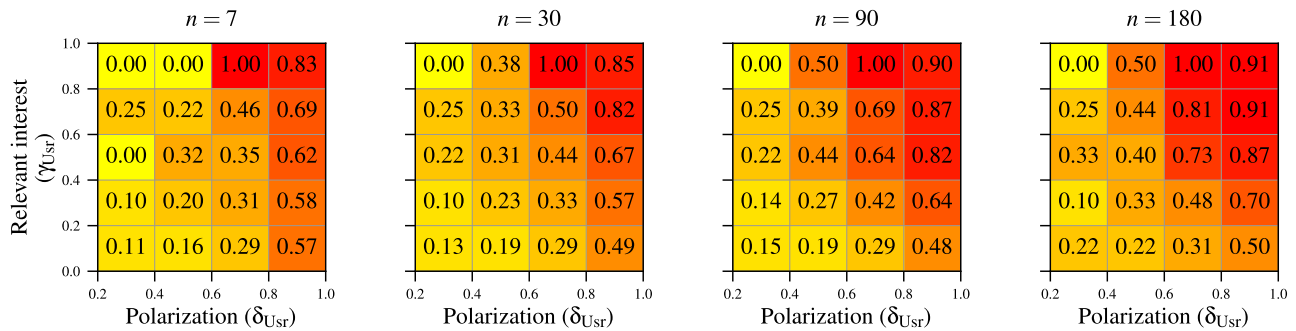 n = 7 n = 30 n = 90 n = 180
1.0 0.00 0.00 1.00 0.83 0.00 0.38 1.00 0.85 0.00 0.50 1.00 0.90 0.00 0.50 1.00 0.91
0.8
0.25 0.22 0.46 0.69 0.25 0.33 0.50 0.82 0.25 0.39 0.69 0.87 0.25 0.44 0.81 0.91
0.6
0.00 0.32 0.35 0.62 0.22 0.31 0.44 0.67 0.22 0.44 0.64 0.82 0.33 0.40 0.73 0.87
0.4
0.10 0.20 0.31 0.58 0.10 0.23 0.33 0.57 0.14 0.27 0.42 0.64 0.10 0.33 0.48 0.70
0.2
0.11 0.16 0.29 0.57 0.13 0.19 0.29 0.49 0.15 0.19 0.29 0.48 0.22 0.22 0.31 0.50
0.0
Relevant interest
(γUsr)
0.2 0.4 0.6 0.8 1.0 0.2 0.4 0.6 0.8 1.0 0.2 0.4 0.6 0.8 1.0 0.2 0.4 0.6 0.8 1.0
Polarization (δUsr) Polarization (δUsr) Polarization (δUsr) Polarization (δUsr)